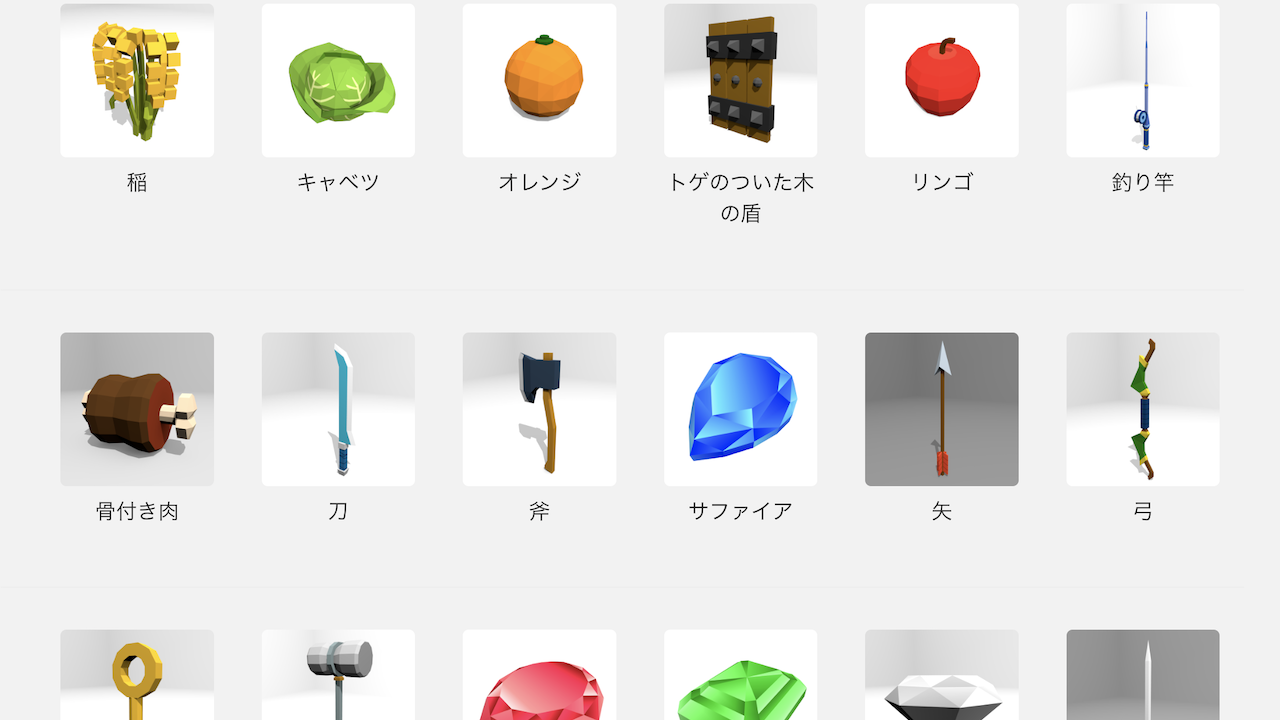 稲
キャベツ
オレンジ
トゲのついた木
の盾
リンゴ
釣り竿
骨付き肉
刀
斧
サファイア
矢
弓